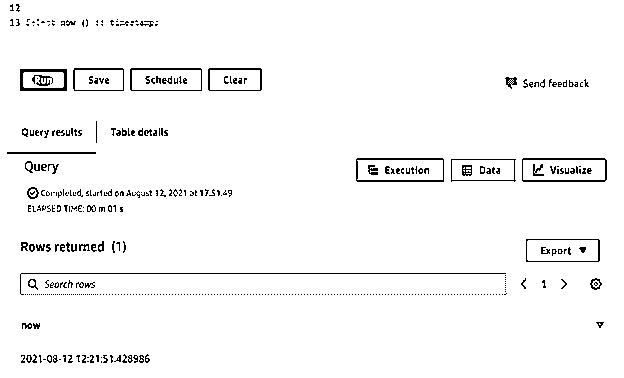 12
13 Select now () :: timestamp;
Run Save Schedule Clear
Send feedback
Query results Table details
Query
Execution Data Visualize
Completed, started on August 12, 2021 at 17:51:49
ELAPSED TIME: 00 m 01 s
Rows returned (1)
Export
Search rows
1
now
2021-08-12 12:21:51.428986